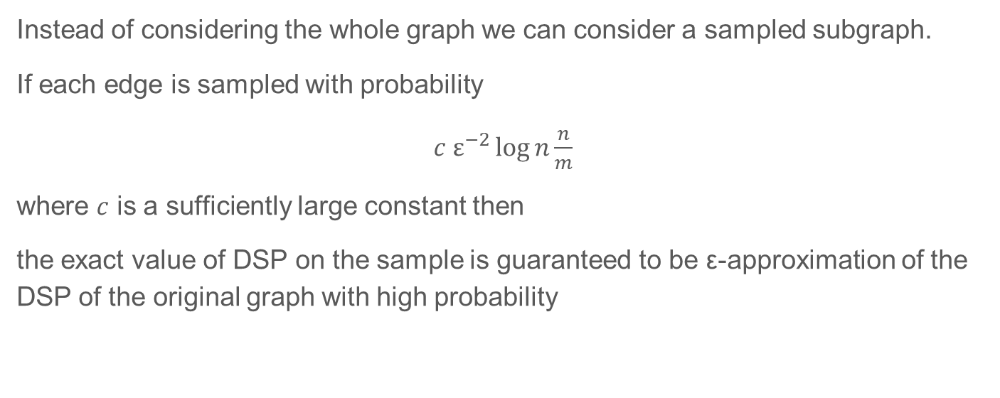 Instead of considering the whole graph we can consider a sampled subgraph.
If each edge is sampled with probability
c ε⁻² log n n/m
where c is a sufficiently large constant then
the exact value of DSP on the sample is guaranteed to be ε-approximation of the
DSP of the original graph with high probability